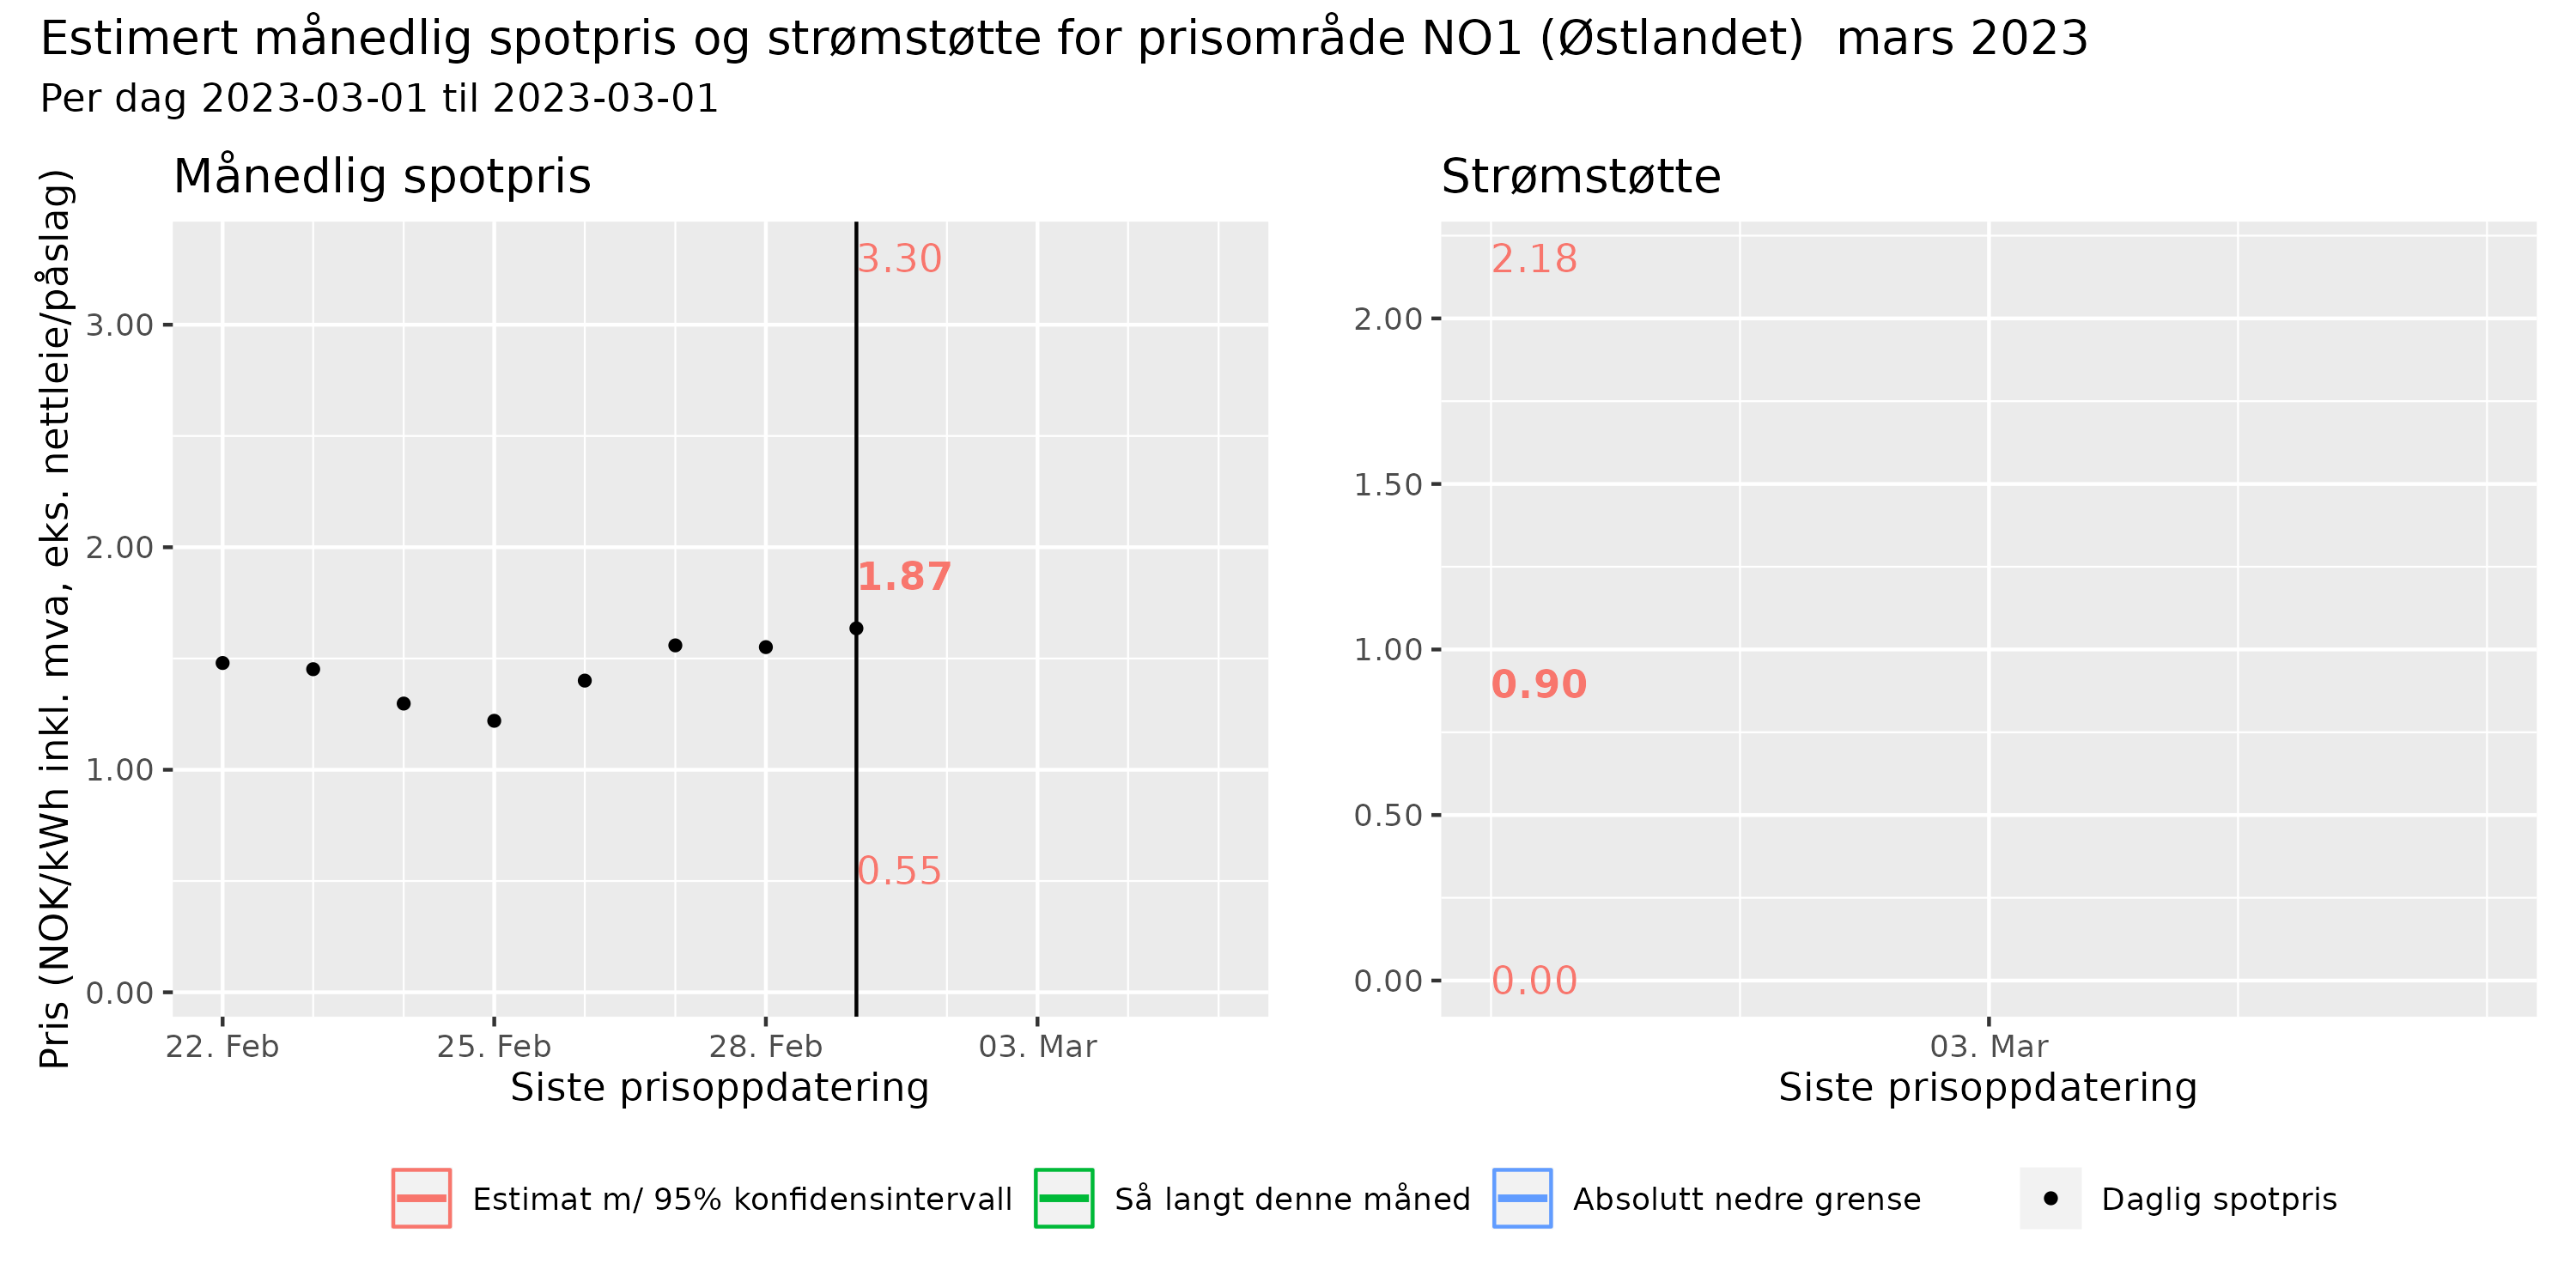 Estimert månedlig spotpris og strømstøtte for prisområde NO1 (Østlandet)  mars 2023
Per dag 2023-03-01 til 2023-03-01
Månedlig spotpris
Pris (NOK/kWh inkl. mva, eks. nettleie/påslag)
3.00
2.00
1.00
0.00
3.30
1.87
0.55
22. Feb
25. Feb
28. Feb
03. Mar
Siste prisoppdatering
Strømstøtte
2.00
1.50
1.00
0.50
0.00
2.18
0.90
0.00
03. Mar
Siste prisoppdatering
Estimat m/ 95% konfidensintervall
Så langt denne måned
Absolutt nedre grense
Daglig spotpris